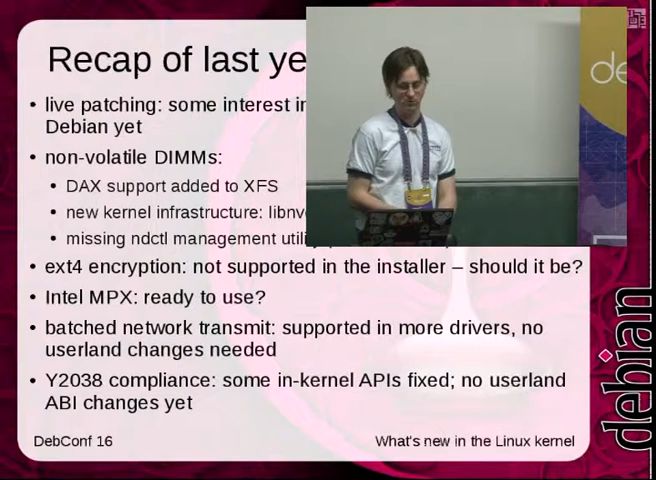 Recap of last ye
• live patching: some interest in
Debian yet
• non-volatile DIMMs:
• DAX support added to XFS
• new kernel infrastructure:
• missing ndctl management
de
• ext4 encryption: not supported in the installer – should it be?
• Intel MPX: ready to use?
• batched network transmit: supported in more drivers, no
userland changes needed
• Y2038 compliance: some in-kernel APIs fixed; no userland
ABI changes yet
DebConf 16
What's new in the Linux kernel
debian